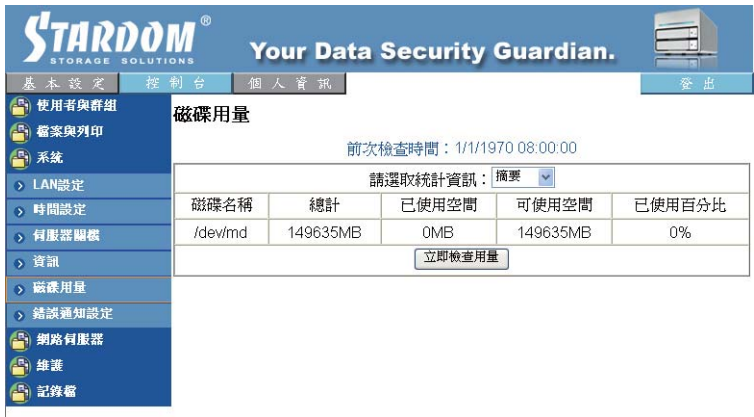 STARDOM®
STORAGE SOLUTIONS
Your Data Security Guardian.
基本設定 控制台 個人資訊 登出
使用者與群組
檔案與列印
系統
LAN設定
時間設定
伺服器關機
資訊
磁碟用量
錯誤通知設定
網路伺服器
維護
記錄檔
磁碟用量
前次檢查時間：1/1/1970 08:00:00
請選取統計資訊： 摘要
磁碟名稱 總計 已使用空間 可使用空間 已使用百分比
/dev/md 149635MB 0MB 149635MB 0%
立即檢查用量